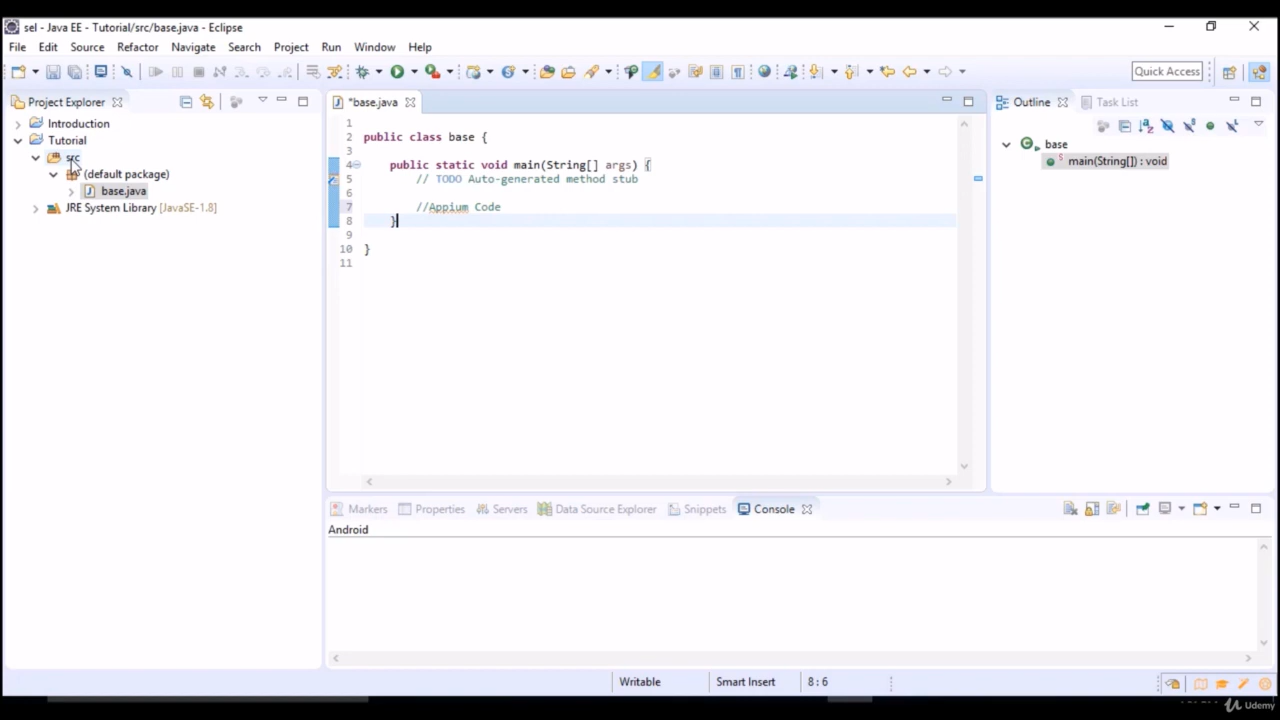 sel - Java EE - Tutorial/src/base.java - Eclipse
File Edit Source Refactor Navigate Search Project Run Window Help
Quick Access
Project Explorer
Introduction
Tutorial
src
(default package)
base.java
JRE System Library [JavaSE-1.8]
*base.java
1
2 public class base {
3
4 public static void main(String[] args) {
5 // TODO Auto-generated method stub
6
7 //Appium Code
8 }
9
10 }
11
Outline Task List
base
main(String[]) : void
Markers Properties Servers Data Source Explorer Snippets Console
Android
Writable Smart Insert 8 : 6
Udemy